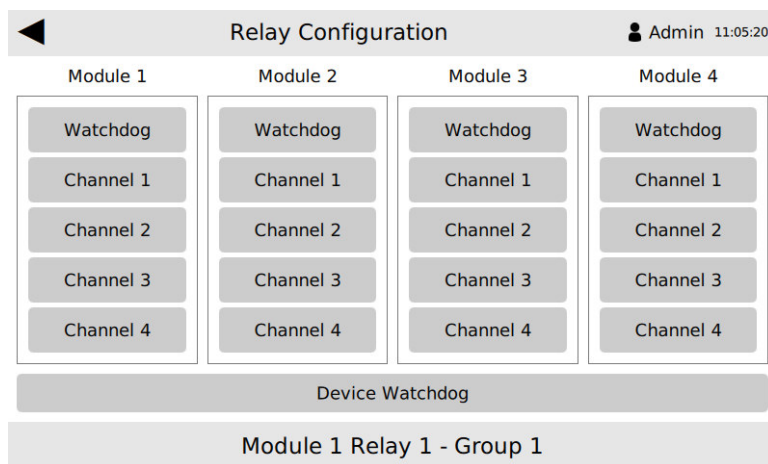 Relay Configuration Admin 11:05:20
Module 1 Module 2 Module 3 Module 4
Watchdog Watchdog Watchdog Watchdog
Channel 1 Channel 1 Channel 1 Channel 1
Channel 2 Channel 2 Channel 2 Channel 2
Channel 3 Channel 3 Channel 3 Channel 3
Channel 4 Channel 4 Channel 4 Channel 4
Device Watchdog
Module 1 Relay 1 - Group 1